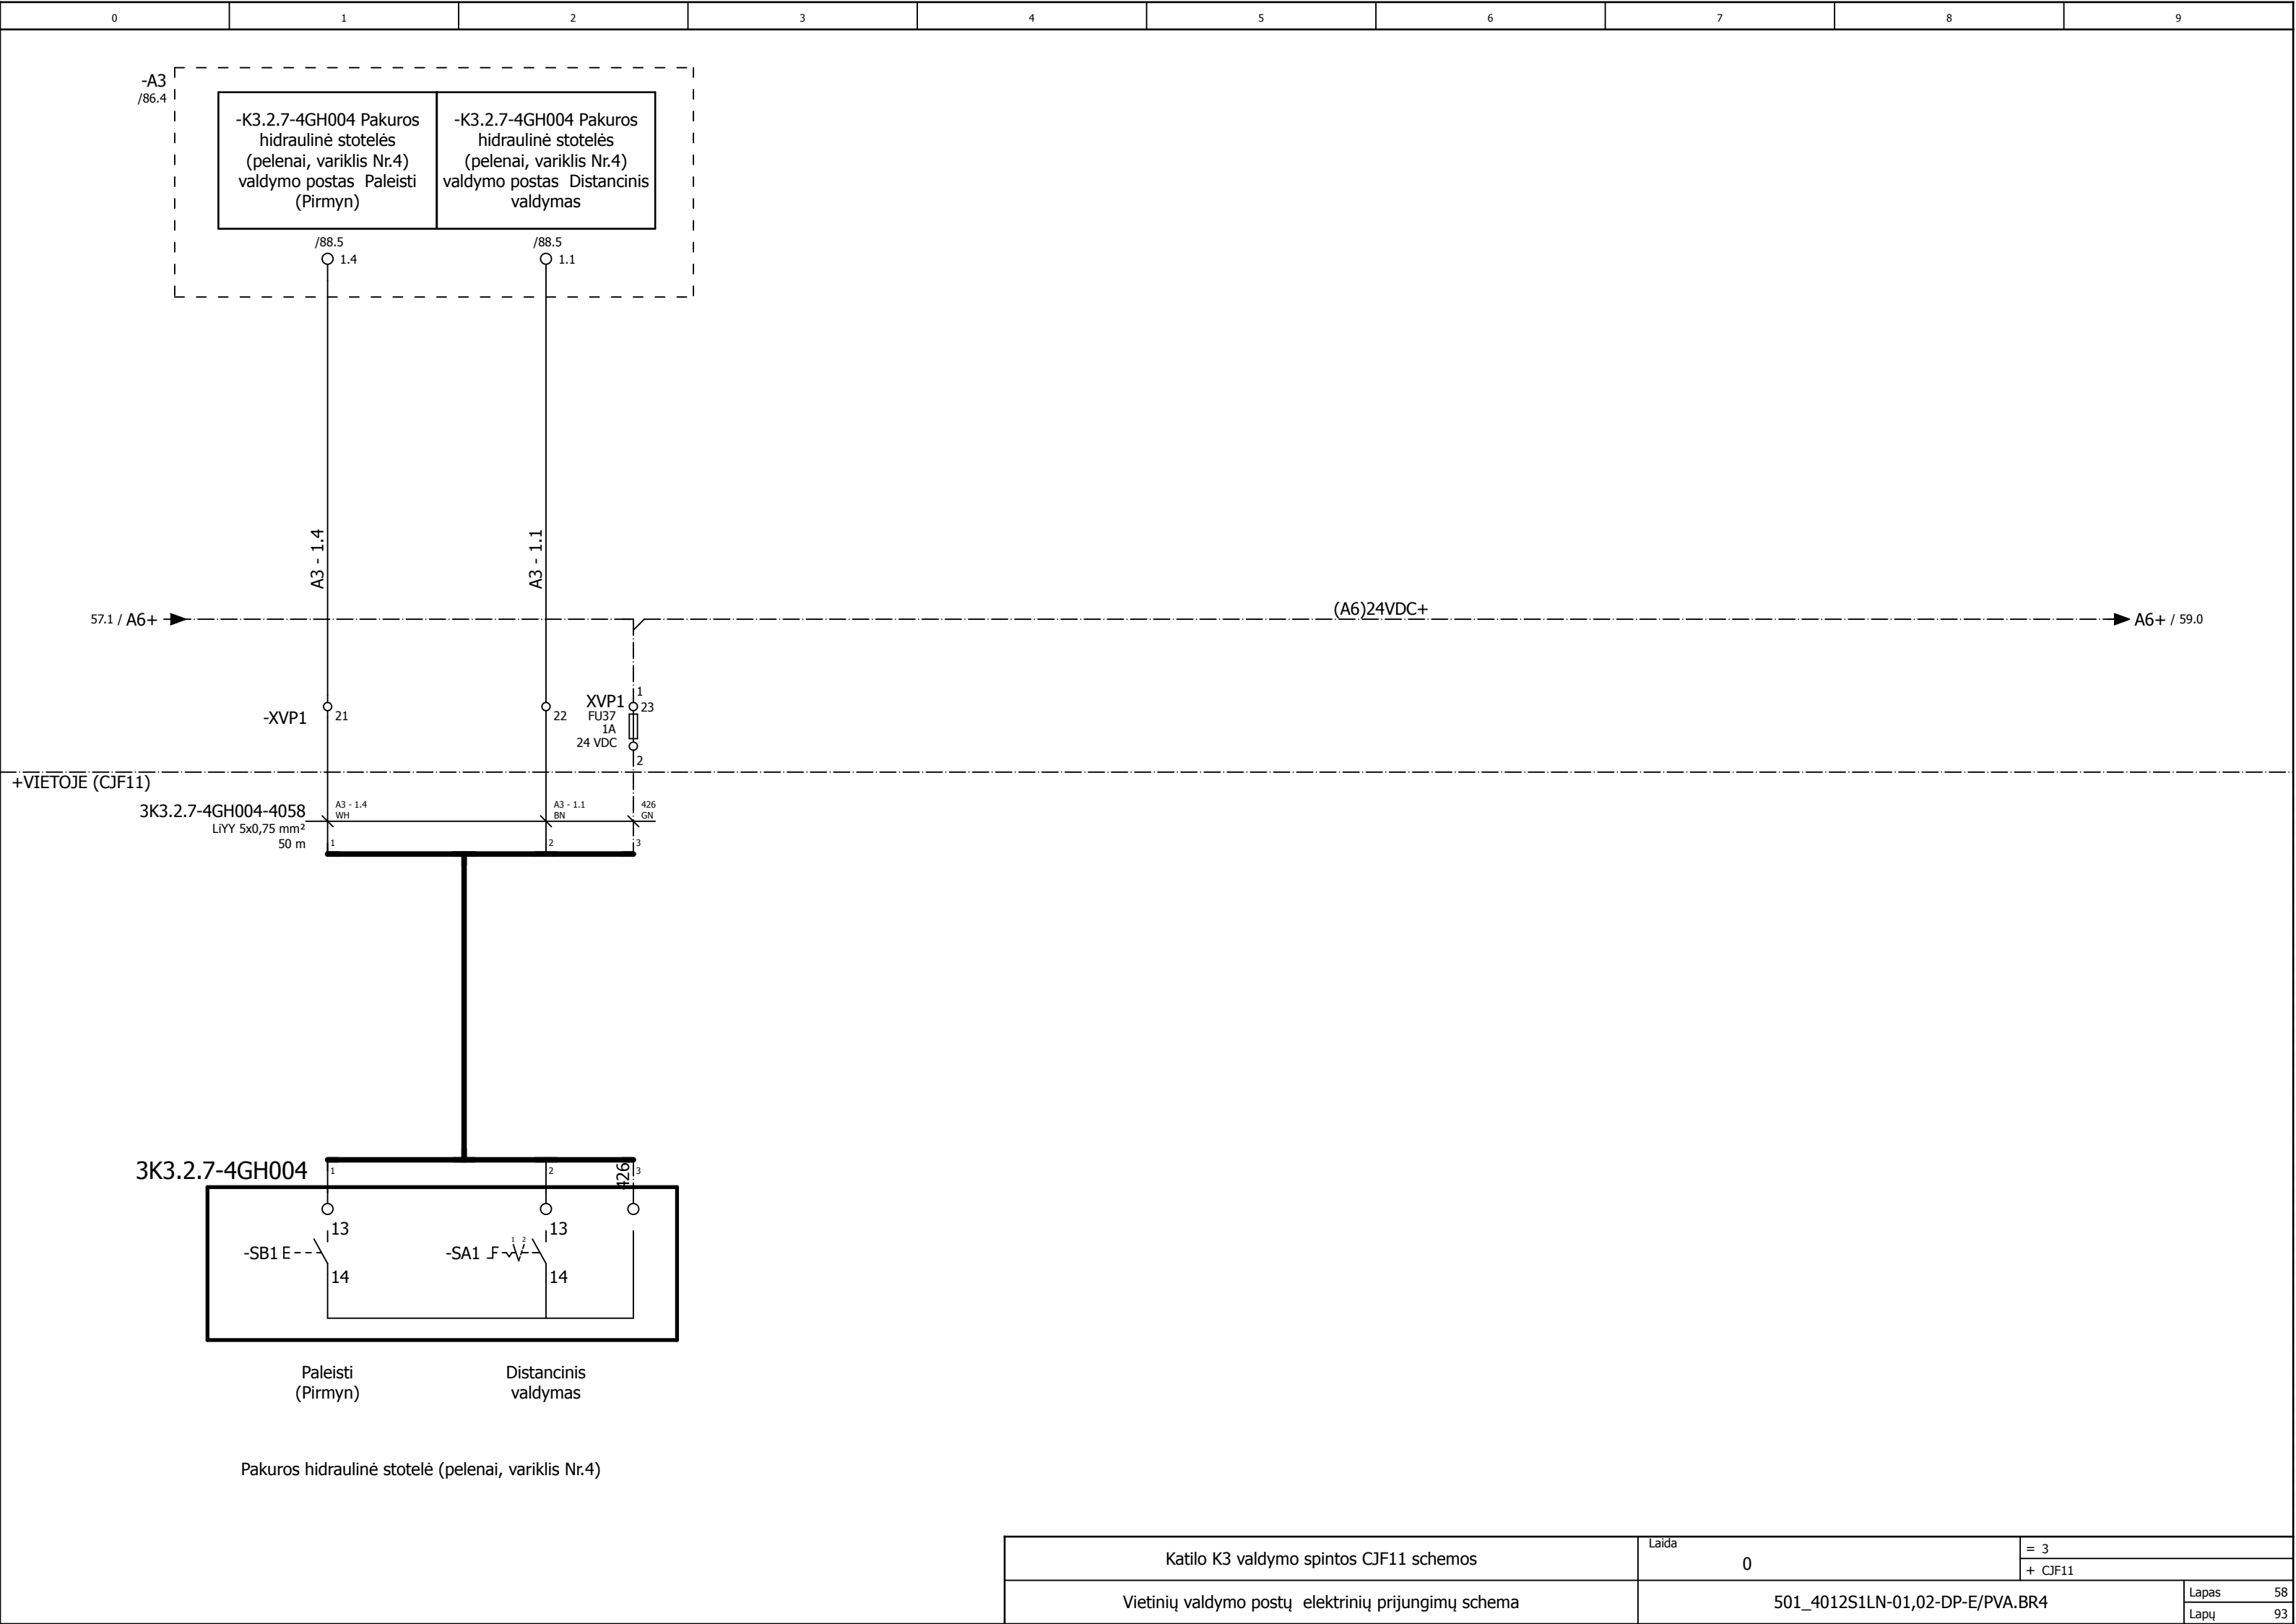 0 1 2 3 4 5 6 7 8 9
-A3
/86.4
-K3.2.7-4GH004 Pakuros
hidraulinė stotelės
(pelenai, variklis Nr.4)
valdymo postas  Paleisti
(Pirmyn)
-K3.2.7-4GH004 Pakuros
hidraulinė stotelės
(pelenai, variklis Nr.4)
valdymo postas  Distancinis
valdymas
/88.5
1.4
/88.5
1.1
A3 - 1.4
A3 - 1.1
57.1 / A6+
(A6)24VDC+
A6+ / 59.0
-XVP1
21
22
XVP1
FU37
1A
24 VDC
1
23
2
+VIETOJE (CJF11)
3K3.2.7-4GH004-4058
LiYY 5x0,75 mm²
50 m
A3 - 1.4
WH
A3 - 1.1
BN
426
GN
1
2
3
3K3.2.7-4GH004
1
2
426
3
13
-SB1 E
14
13
-SA1
1 2
14
Paleisti
(Pirmyn)
Distancinis
valdymas
Pakuros hidraulinė stotelė (pelenai, variklis Nr.4)
Katilo K3 valdymo spintos CJF11 schemos
Laida
0
= 3
+ CJF11
Vietinių valdymo postų  elektrinių prijungimų schema
501_4012S1LN-01,02-DP-E/PVA.BR4
Lapas 58
Lapų 93